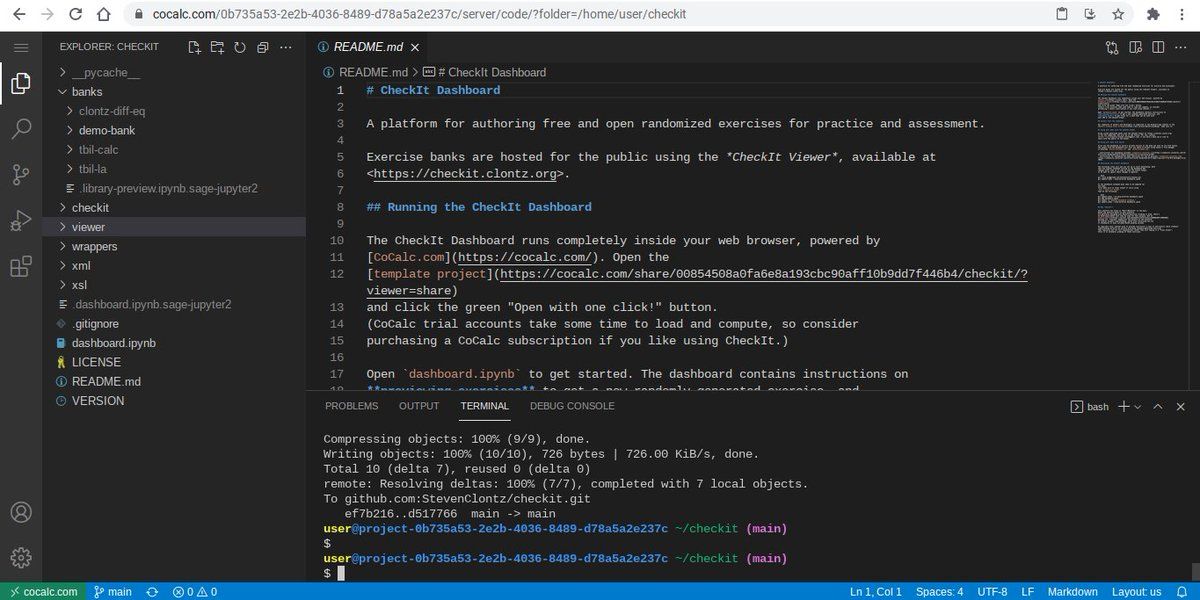 cocalc.com/0b735a53-2e2b-4036-8489-d78a5a2e237c/server/code/?folder=/home/user/checkit
EXPLORER: CHECKIT
__pycache__
banks
clontz-diff-eq
demo-bank
tbil-calc
tbil-la
.library-preview.ipynb.sage-jupyter2
checkit
viewer
wrappers
xml
xsl
.dashboard.ipynb.sage-jupyter2
.gitignore
dashboard.ipynb
LICENSE
README.md
VERSION
README.md
README.md > # CheckIt Dashboard
1 # CheckIt Dashboard
2
3 A platform for authoring free and open randomized exercises for practice and assessment.
4
5 Exercise banks are hosted for the public using the *CheckIt Viewer*, available at
6 <https://checkit.clontz.org>.
7
8 ## Running the CheckIt Dashboard
9
10 The CheckIt Dashboard runs completely inside your web browser, powered by
11 [CoCalc.com](https://cocalc.com/). Open the
12 [template project](https://cocalc.com/share/00854508a0fa6e8a193cbc90aff10b9dd7f446b4/checkit/?
viewer=share)
13 and click the green "Open with one click!" button.
14 (CoCalc trial accounts take some time to load and compute, so consider
15 purchasing a CoCalc subscription if you like using CheckIt.)
16
17 Open `dashboard.ipynb` to get started. The dashboard contains instructions on
18 **previewing exercises** to get a new randomly generated exercise, and
PROBLEMS OUTPUT TERMINAL DEBUG CONSOLE
bash
Compressing objects: 100% (9/9), done.
Writing objects: 100% (10/10), 726 bytes | 726.00 KiB/s, done.
Total 10 (delta 7), reused 0 (delta 0)
remote: Resolving deltas: 100% (7/7), completed with 7 local objects.
To github.com:StevenClontz/checkit.git
ef7b216..d517766 main -> main
user@project-0b735a53-2e2b-4036-8489-d78a5a2e237c ~/checkit (main)
$
user@project-0b735a53-2e2b-4036-8489-d78a5a2e237c ~/checkit (main)
$
cocalc.com main 0 0 Ln 1, Col 1 Spaces: 4 UTF-8 LF Markdown Layout: us